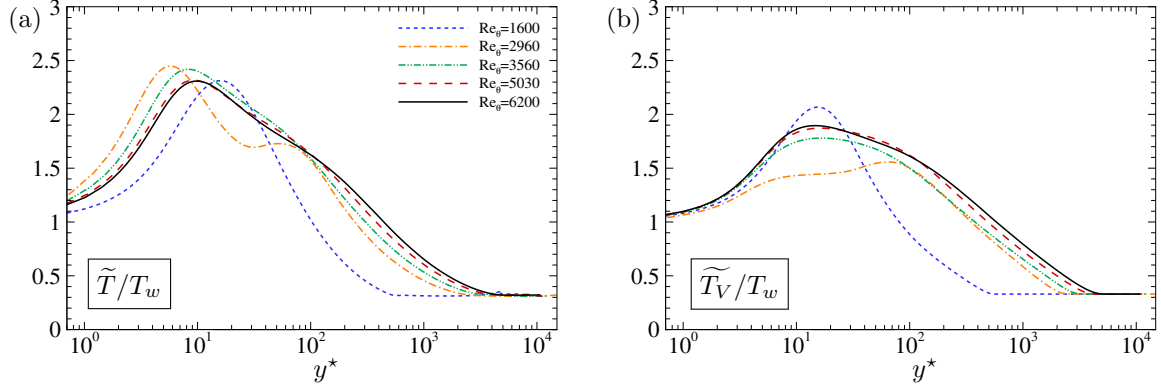 (a)
3
2.5
2
1.5
1
0.5
0
10^0 10^1 10^2 10^3 10^4
y^⋆
Re_θ=1600
Re_θ=2960
Re_θ=3560
Re_θ=5030
Re_θ=6200
T̃/T_w
(b)
3
2.5
2
1.5
1
0.5
0
10^0 10^1 10^2 10^3 10^4
y^⋆
T̃_V/T_w